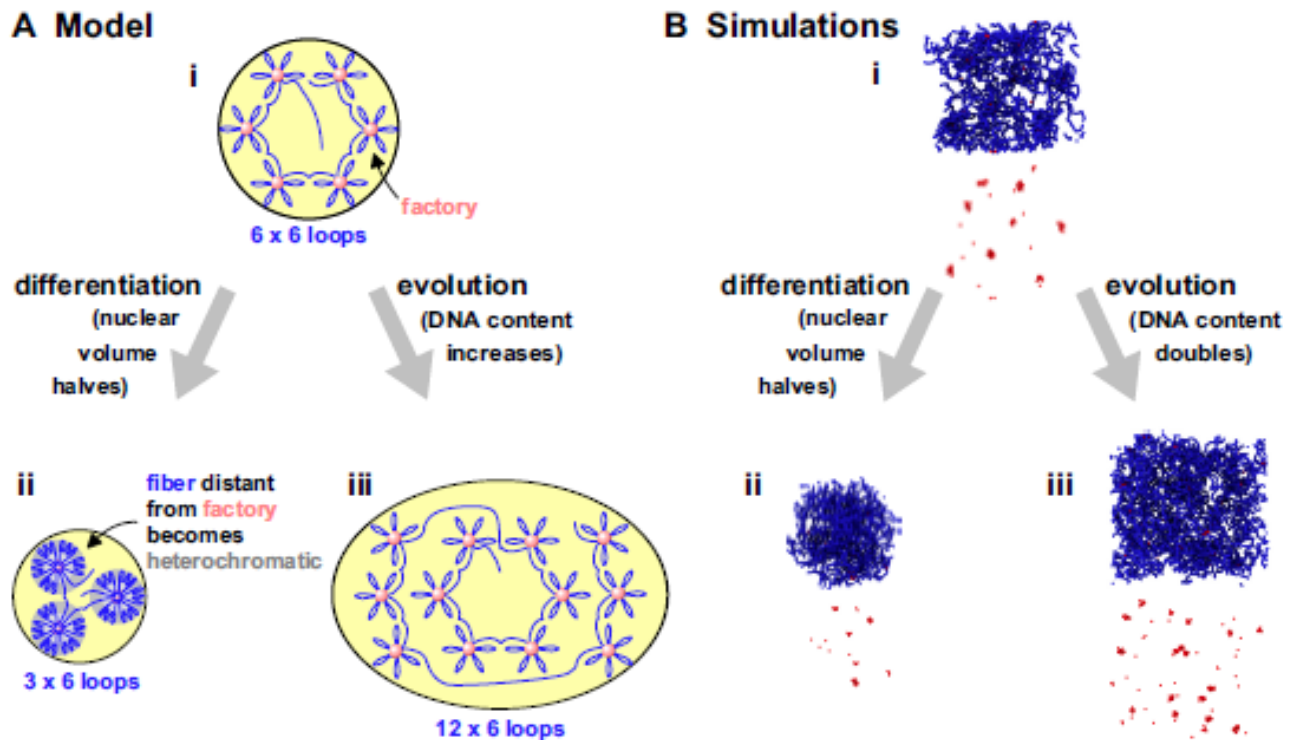 A Model
i
factory
6 x 6 loops
differentiation
(nuclear
volume
halves)
evolution
(DNA content
increases)
ii
fiber distant
from factory
becomes
heterochromatic
3 x 6 loops
iii
12 x 6 loops
B Simulations
i
differentiation
(nuclear
volume
halves)
evolution
(DNA content
doubles)
ii
iii